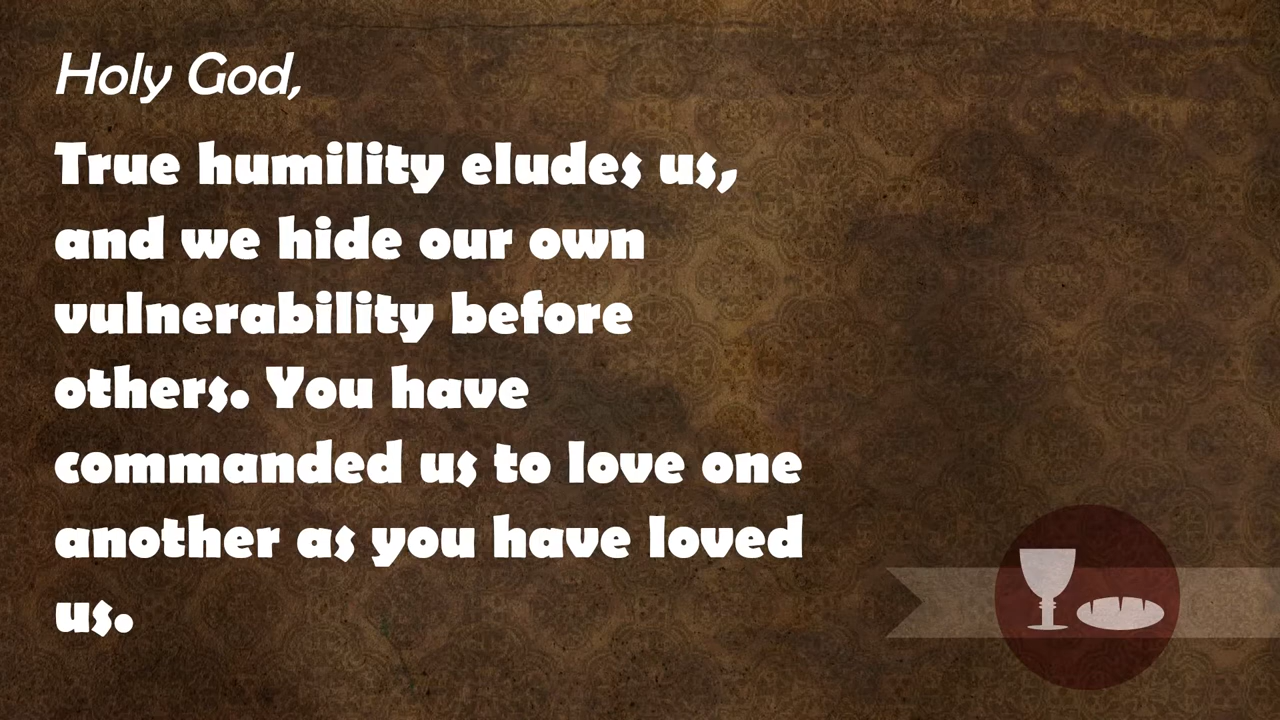 Holy God,
True humility eludes us,
and we hide our own
vulnerability before
others. You have
commanded us to love one
another as you have loved
us.